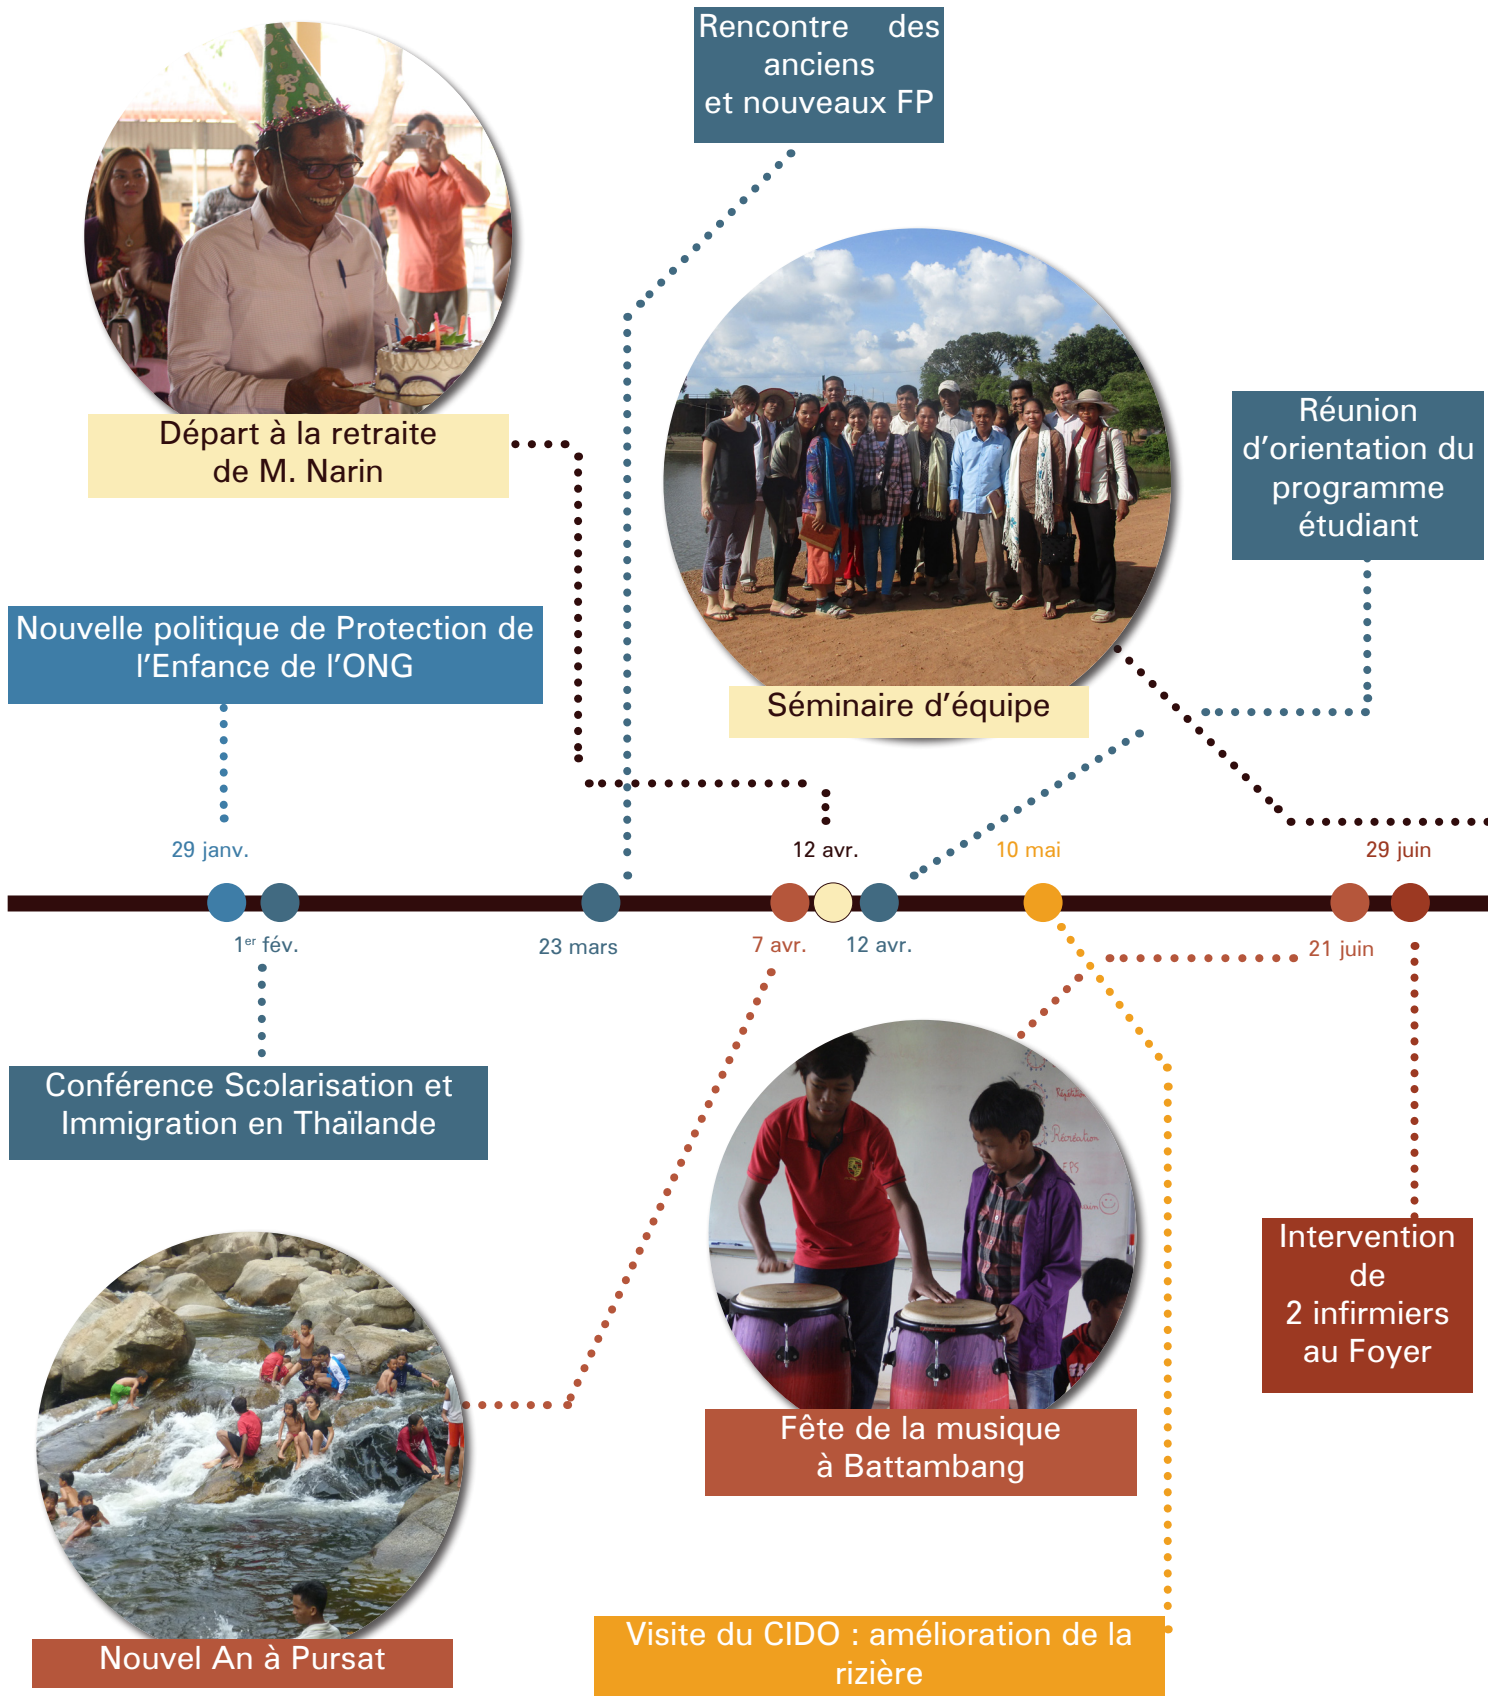 Rencontre des
anciens
et nouveaux FP
Départ à la retraite
de M. Narin
Réunion
d'orientation du
programme
étudiant
Nouvelle politique de Protection de
l'Enfance de l'ONG
Séminaire d'équipe
29 janv.
12 avr.
10 mai
29 juin
1er fév.
23 mars
7 avr.
12 avr.
21 juin
Conférence Scolarisation et
Immigration en Thaïlande
Récréation
EPS
Intervention
de
2 infirmiers
au Foyer
Fête de la musique
à Battambang
Nouvel An à Pursat
Visite du CIDO : amélioration de la
rizière